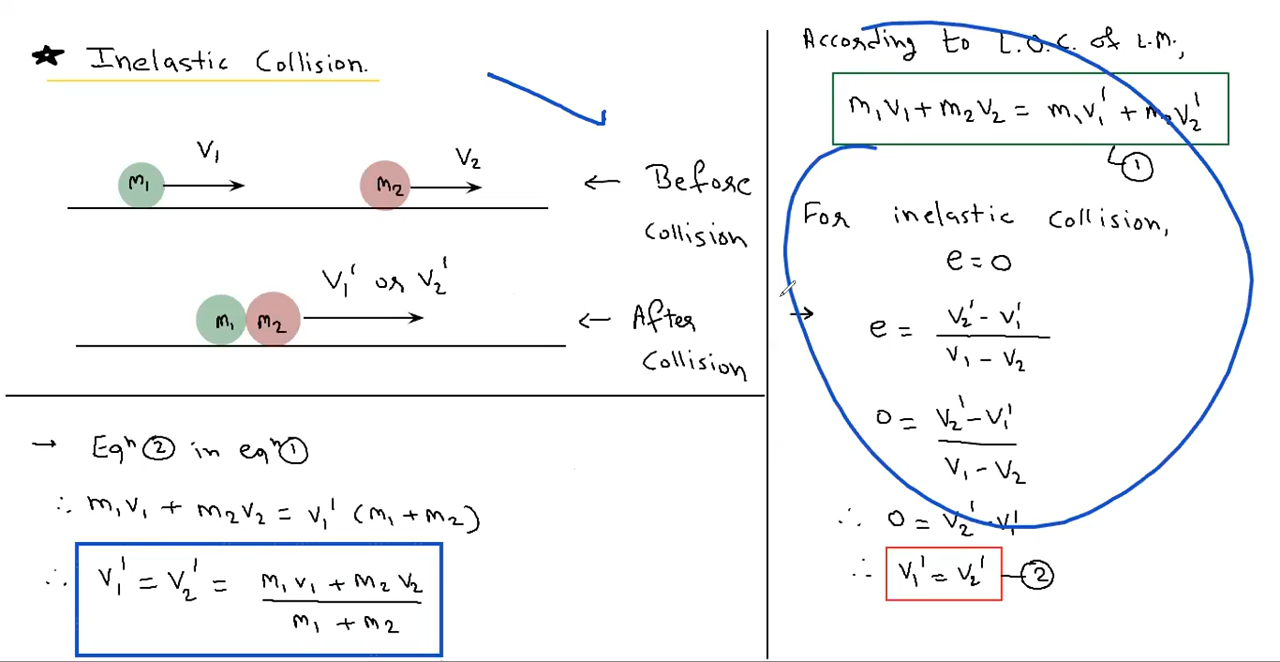 ★ Inelastic Collision.
V₁ V₂
m₁ m₂ ← Before
Collision
V₁' or V₂'
m₁ m₂ ← After
Collision
According to L.O.C. of L.M.,
m₁V₁ + m₂V₂ = m₁V₁' + m₂V₂'
①
For inelastic collision,
e = 0
→ e = (V₂' - V₁') / (V₁ - V₂)
0 = (V₂' - V₁') / (V₁ - V₂)
∴ 0 = V₂' - V₁'
∴ V₁' = V₂' — ②
→ Eqⁿ ② in eqⁿ ①
∴ m₁V₁ + m₂V₂ = V₁' (m₁ + m₂)
∴ V₁' = V₂' = (m₁V₁ + m₂V₂) / (m₁ + m₂)